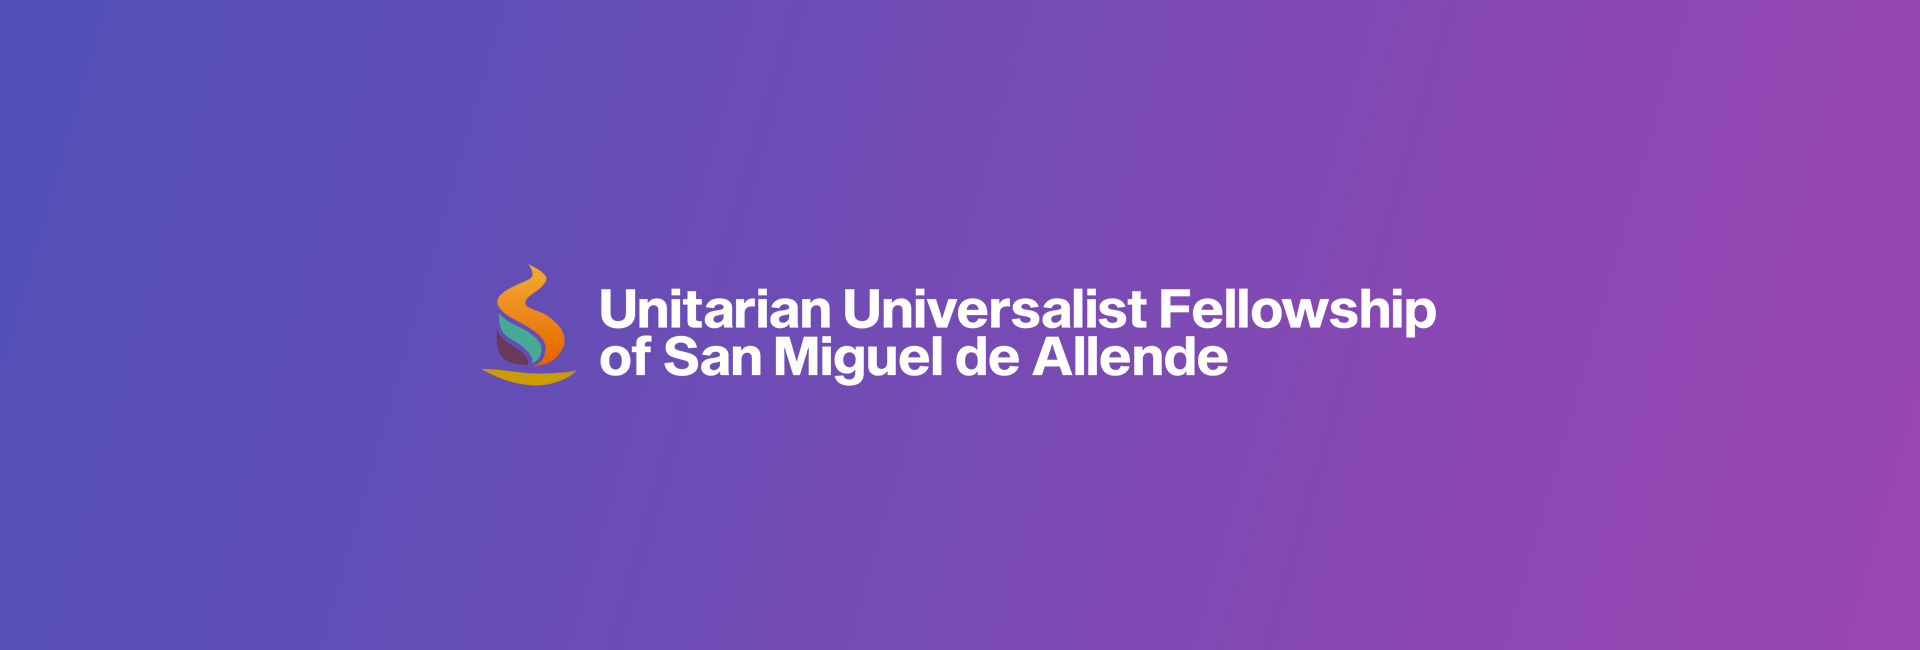 Unitarian Universalist Fellowship
of San Miguel de Allende